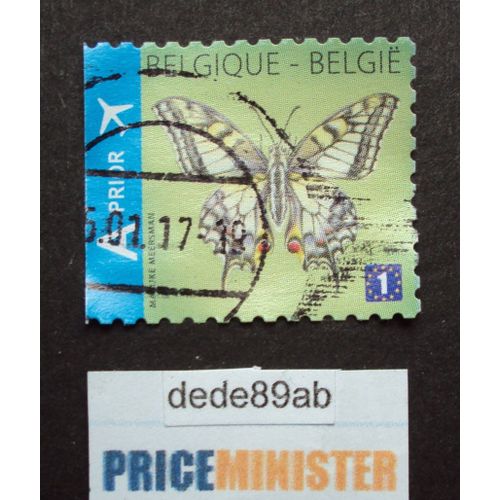 BELGIQUE - BELGIË
A PRIOR
MARIJKE MEERSMAN
1
dede89ab
PRICEMINISTER